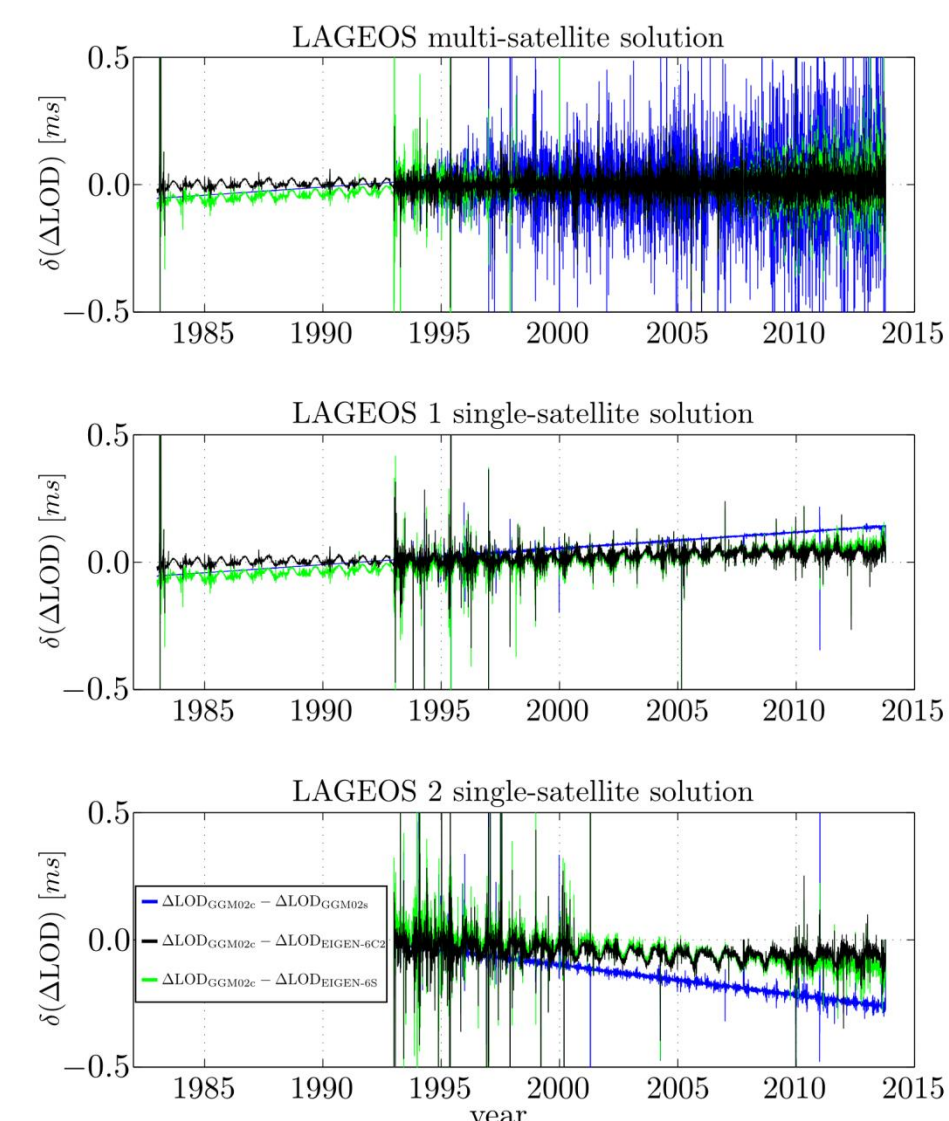 LAGEOS multi-satellite solution
0.5
0.0
−0.5
δ(ΔLOD) [ms]
1985 1990 1995 2000 2005 2010 2015
LAGEOS 1 single-satellite solution
0.5
0.0
−0.5
δ(ΔLOD) [ms]
1985 1990 1995 2000 2005 2010 2015
LAGEOS 2 single-satellite solution
0.5
0.0
−0.5
δ(ΔLOD) [ms]
ΔLOD_GGM02c − ΔLOD_GGM02s
ΔLOD_GGM02c − ΔLOD_EIGEN-6C2
ΔLOD_GGM02c − ΔLOD_EIGEN-6S
1985 1990 1995 2000 2005 2010 2015
year